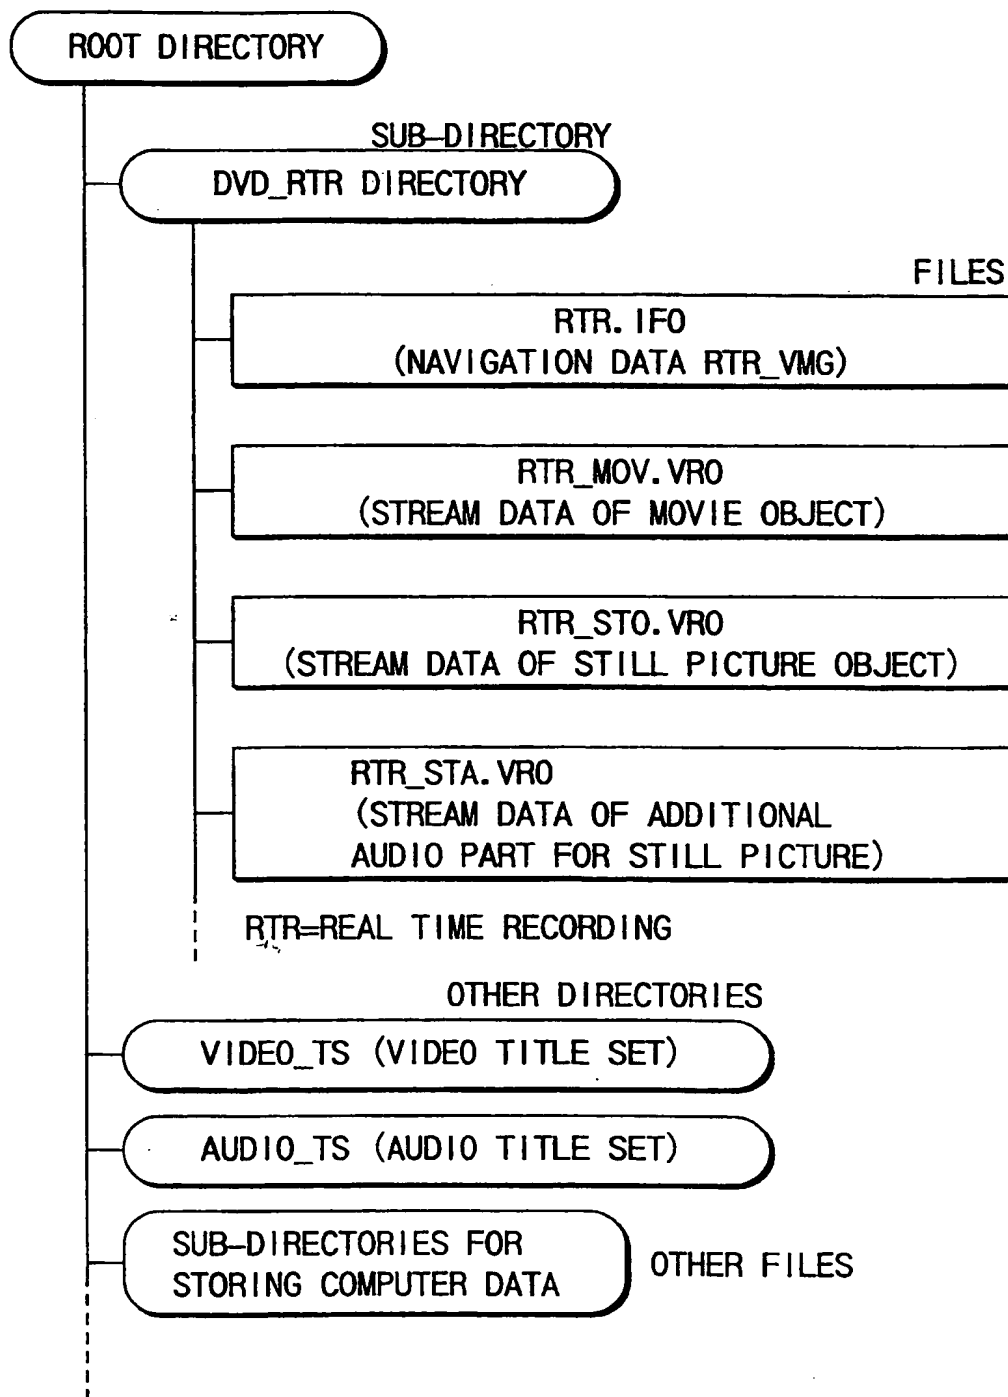 ROOT DIRECTORY
SUB-DIRECTORY
DVD_RTR DIRECTORY
FILES
RTR.IFO
(NAVIGATION DATA RTR_VMG)
RTR_MOV.VRO
(STREAM DATA OF MOVIE OBJECT)
RTR_STO.VRO
(STREAM DATA OF STILL PICTURE OBJECT)
RTR_STA.VRO
(STREAM DATA OF ADDITIONAL
AUDIO PART FOR STILL PICTURE)
RTR=REAL TIME RECORDING
OTHER DIRECTORIES
VIDEO_TS (VIDEO TITLE SET)
AUDIO_TS (AUDIO TITLE SET)
SUB-DIRECTORIES FOR
STORING COMPUTER DATA
OTHER FILES